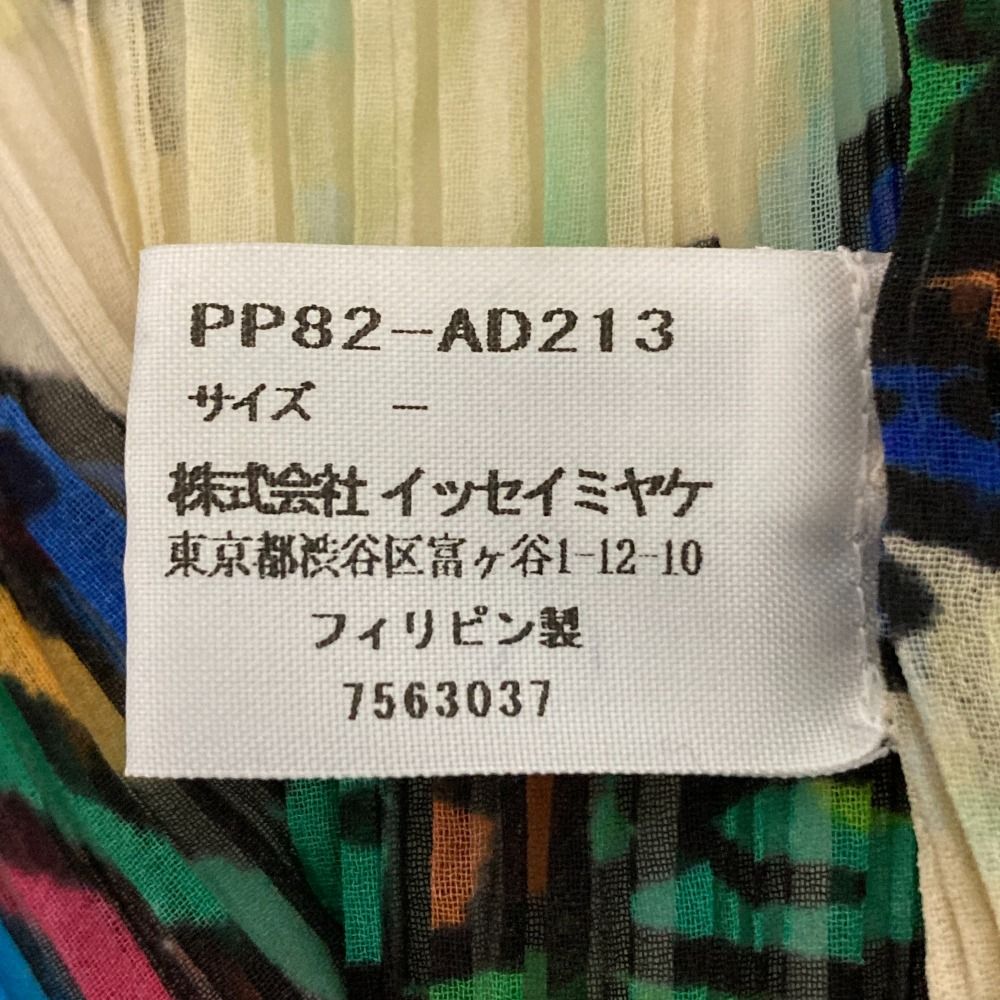 PP82-AD213
サイズ －
株式会社 イッセイミヤケ
東京都渋谷区富ヶ谷1-12-10
フィリピン製
7563037